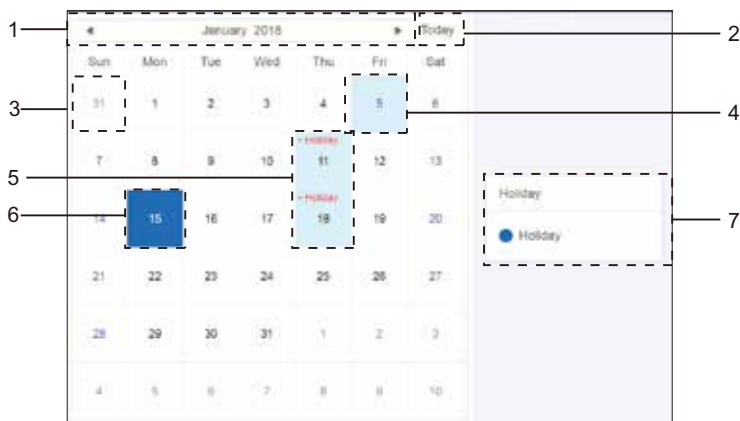 1
January 2018
Today
2
Sun Mon Tue Wed Thu Fri Sat
3
31 1 2 3 4 5 6
4
• Holiday
7 8 9 10 11 12 13
5
• Holiday
6
14 15 16 17 18 19 20
Holiday
7
Holiday
21 22 23 24 25 26 27
28 29 30 31 1 2 3
4 5 6 7 8 9 10